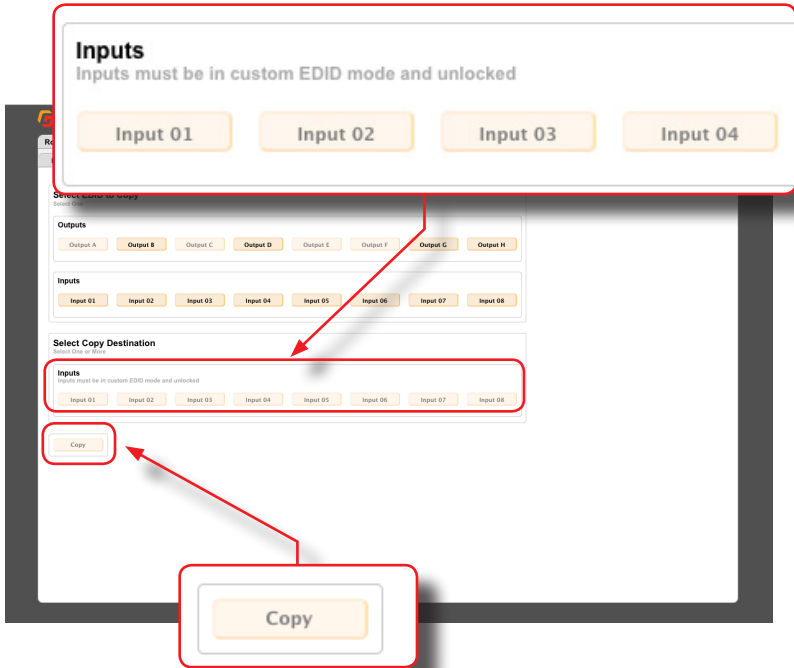 Inputs
Inputs must be in custom EDID mode and unlocked
Input 01 Input 02 Input 03 Input 04
Select EDID to Copy
Select One
Outputs
Output A Output B Output C Output D Output E Output F Output G Output H
Inputs
Input 01 Input 02 Input 03 Input 04 Input 05 Input 06 Input 07 Input 08
Select Copy Destination
Select One or More
Inputs
Inputs must be in custom EDID mode and unlocked
Input 01 Input 02 Input 03 Input 04 Input 05 Input 06 Input 07 Input 08
Copy
Copy